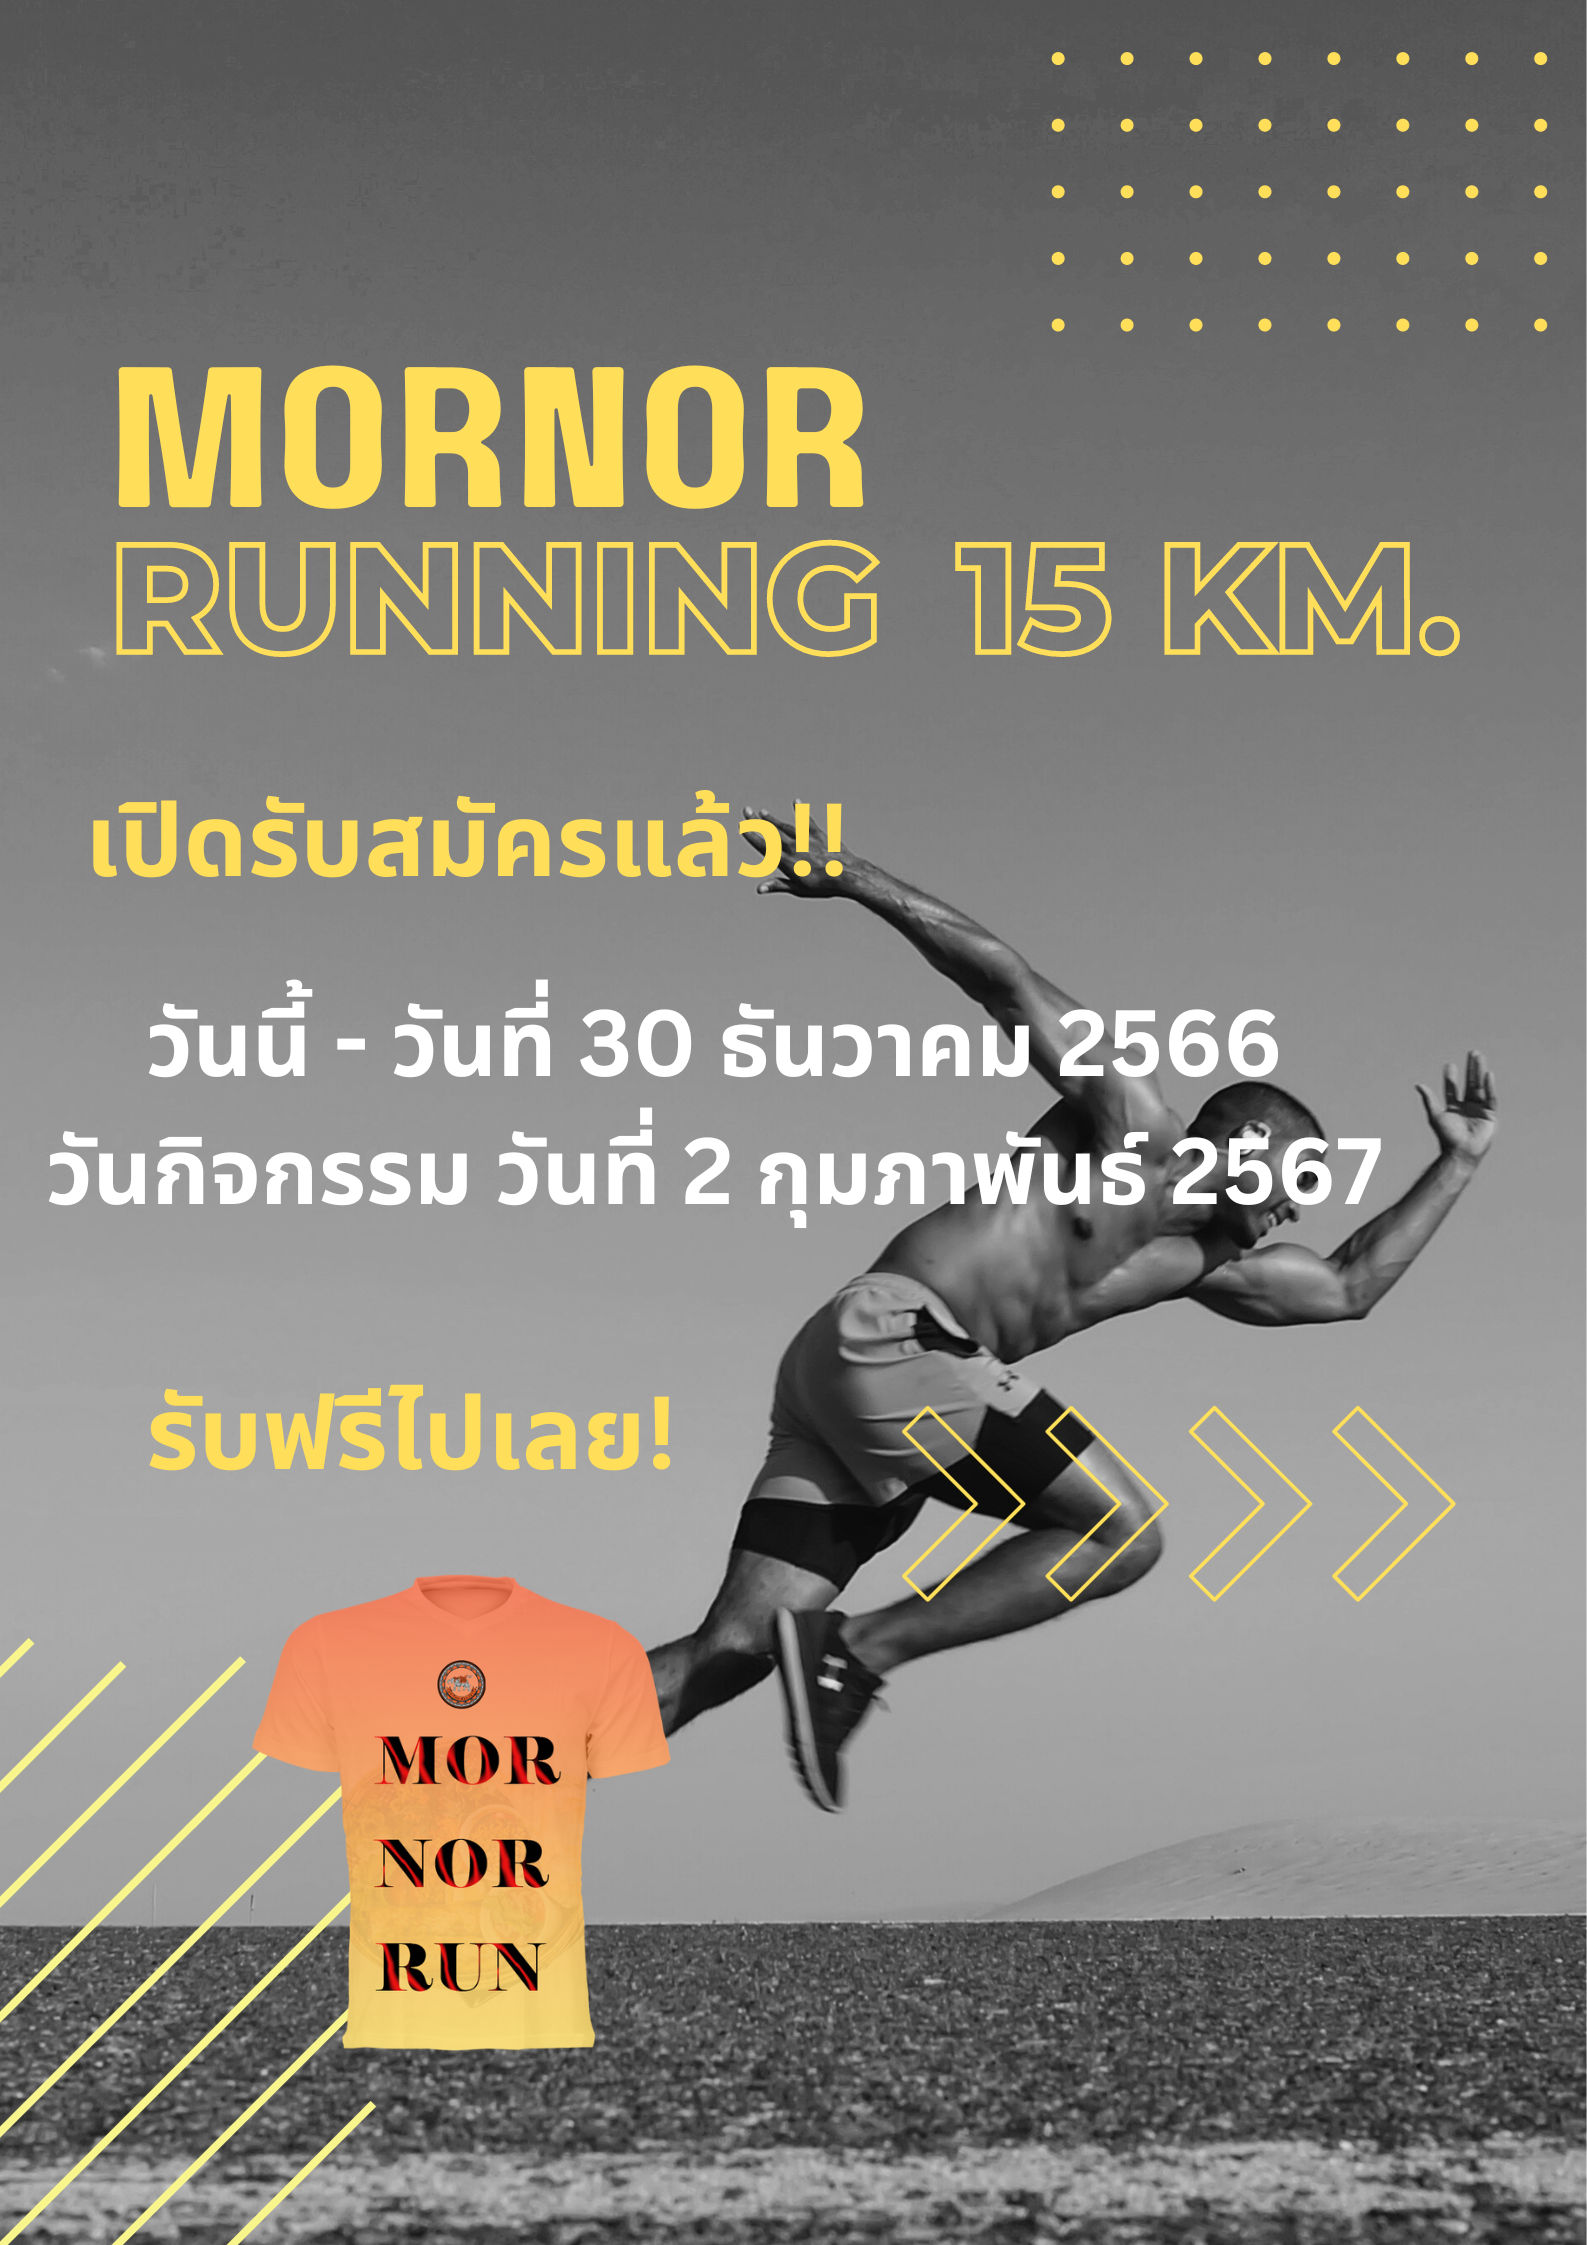 MORNOR
RUNNING 15 KM.
เปิดรับสมัครแล้ว!!
วันนี้ - วันที่ 30 ธันวาคม 2566
วันกิจกรรม วันที่ 2 กุมภาพันธ์ 2567
รับฟรีไปเลย!
MOR
NOR
RUN